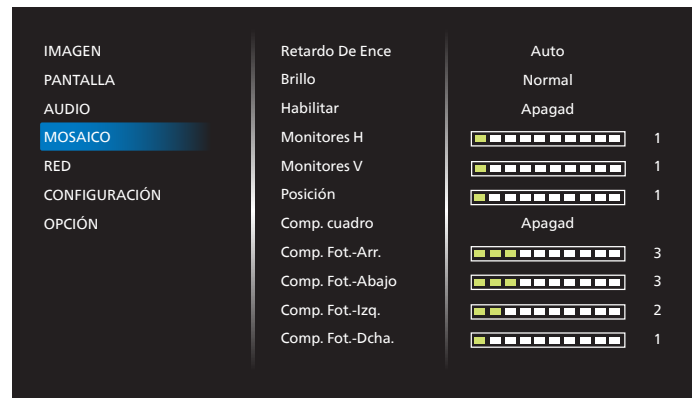 IMAGEN
PANTALLA
AUDIO
MOSAICO
RED
CONFIGURACIÓN
OPCIÓN
Retardo De Ence Auto
Brillo Normal
Habilitar Apagad
Monitores H 1
Monitores V 1
Posición 1
Comp. cuadro Apagad
Comp. Fot.-Arr. 3
Comp. Fot.-Abajo 3
Comp. Fot.-Izq. 2
Comp. Fot.-Dcha. 1